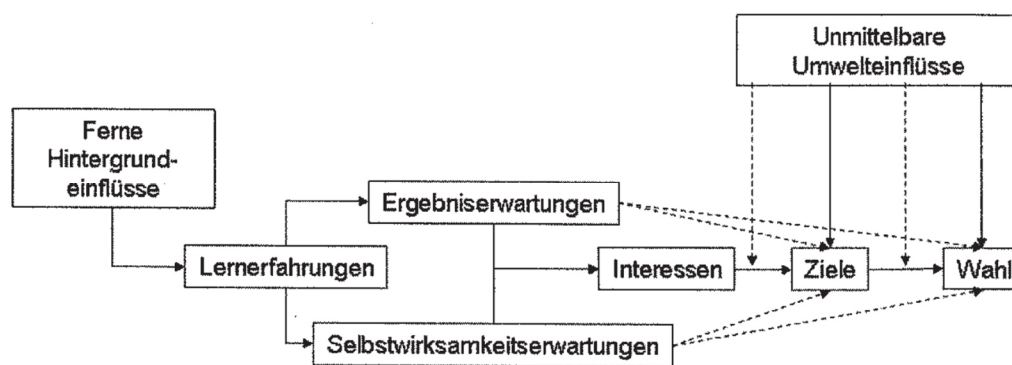 Unmittelbare
Umwelteinflüsse
Ferne
Hintergrund-
einflüsse
Ergebniserwartungen
Lernerfahrungen
Interessen
Ziele
Wahl
Selbstwirksamkeitserwartungen